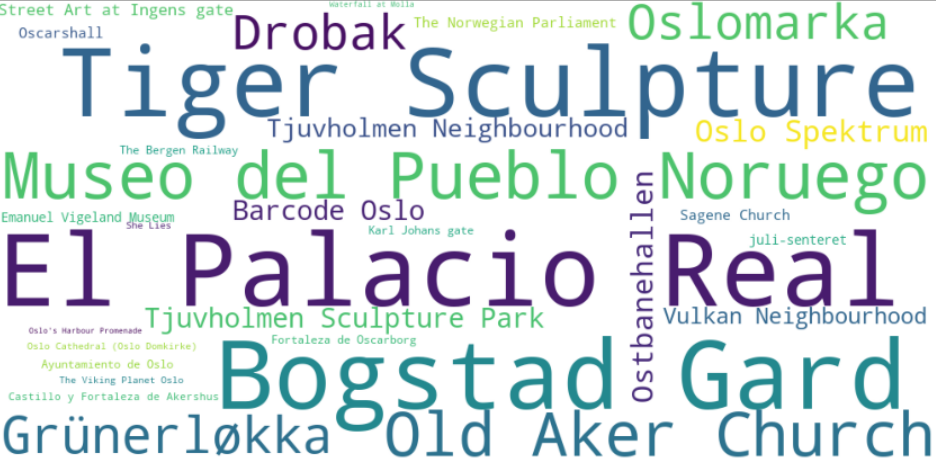 Street Art at Ingens gate
Waterfall at Molla
Oscarshall
Drobak
The Norwegian Parliament
Oslomarka
Tiger Sculpture
Tjuvholmen Neighbourhood
Oslo Spektrum
The Bergen Railway
Museo del Pueblo Noruego
Emanuel Vigeland Museum
She Lies
Barcode Oslo
Karl Johans gate
Ostbanehallen
Sagene Church
juli-senteret
El Palacio Real
Tjuvholmen Sculpture Park
Vulkan Neighbourhood
Oslo's Harbour Promenade
Oslo Cathedral (Oslo Domkirke)
Fortaleza de Oscarborg
Ayuntamiento de Oslo
The Viking Planet Oslo
Castillo y Fortaleza de Akershus
Bogstad Gard
Grünerløkka
Old Aker Church